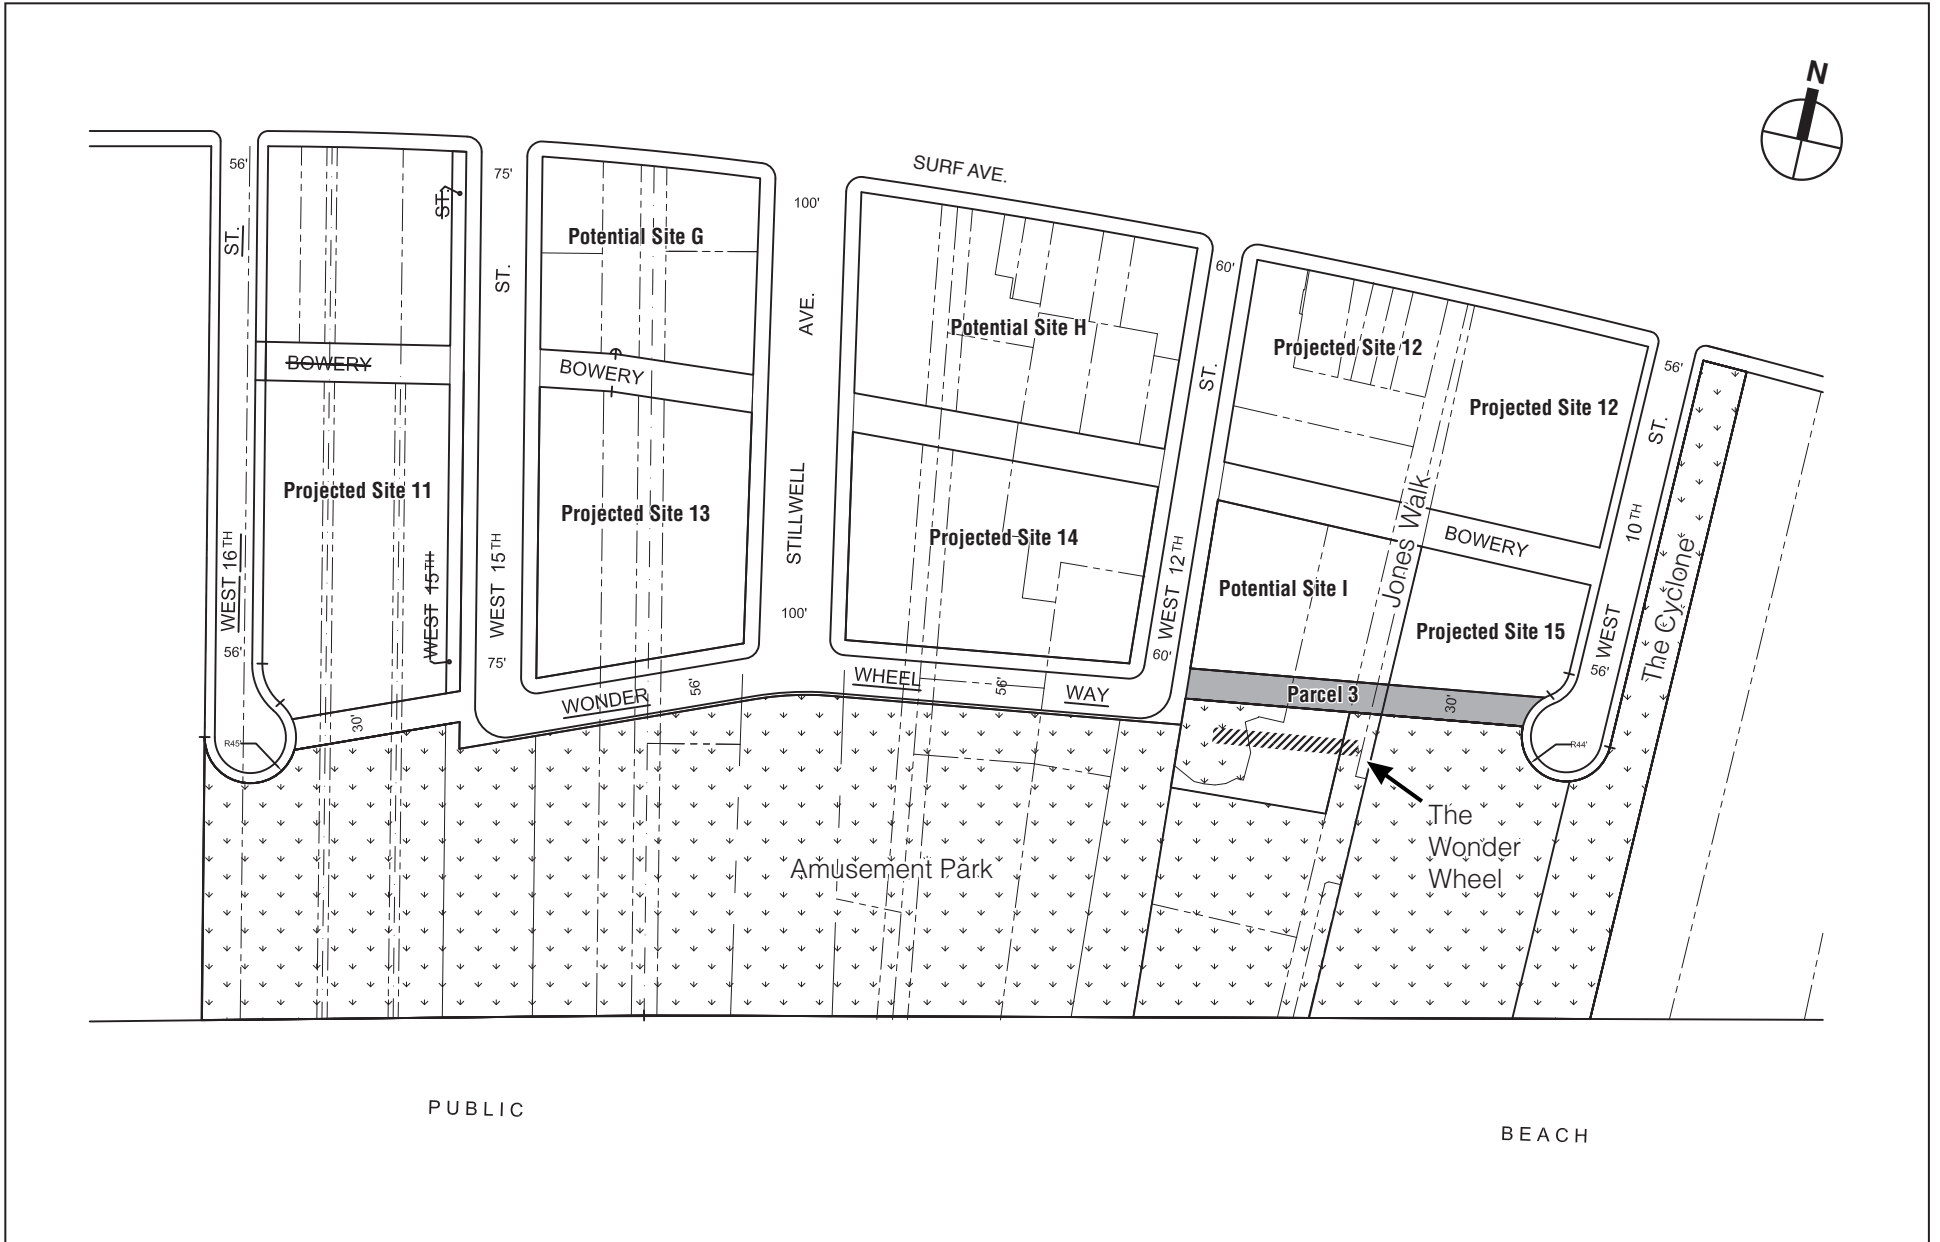 N
SURF AVE.
56'
75'
100'
60'
56'
ST.
ST.
ST.
AVE.
ST.
ST.
Potential Site G
Potential Site H
Projected Site 12
Projected Site 12
BOWERY
BOWERY
BOWERY
Projected Site 11
Projected Site 13
Projected Site 14
Potential Site I
Projected Site 15
WEST 16TH
WEST 15TH
WEST 15TH
STILLWELL
WEST 12TH
Jones Walk
WEST 10TH
The Cyclone
56'
75'
100'
60'
56'
30'
56'
56'
30'
WONDER
WHEEL
WAY
Parcel 3
R45'
R44'
The
Wonder
Wheel
Amusement Park
PUBLIC
BEACH